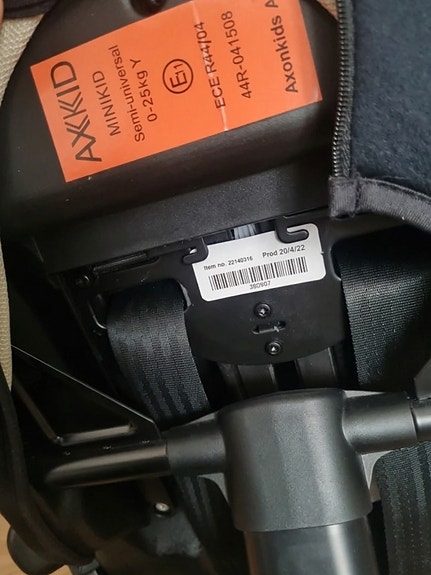 AXKID
MINIKID
Semi-universal
0-25Kg Y
E1
ECE R44/04
44R-041508
Axonkids A
Item no. 22140316 Prod 20/4/22
390907